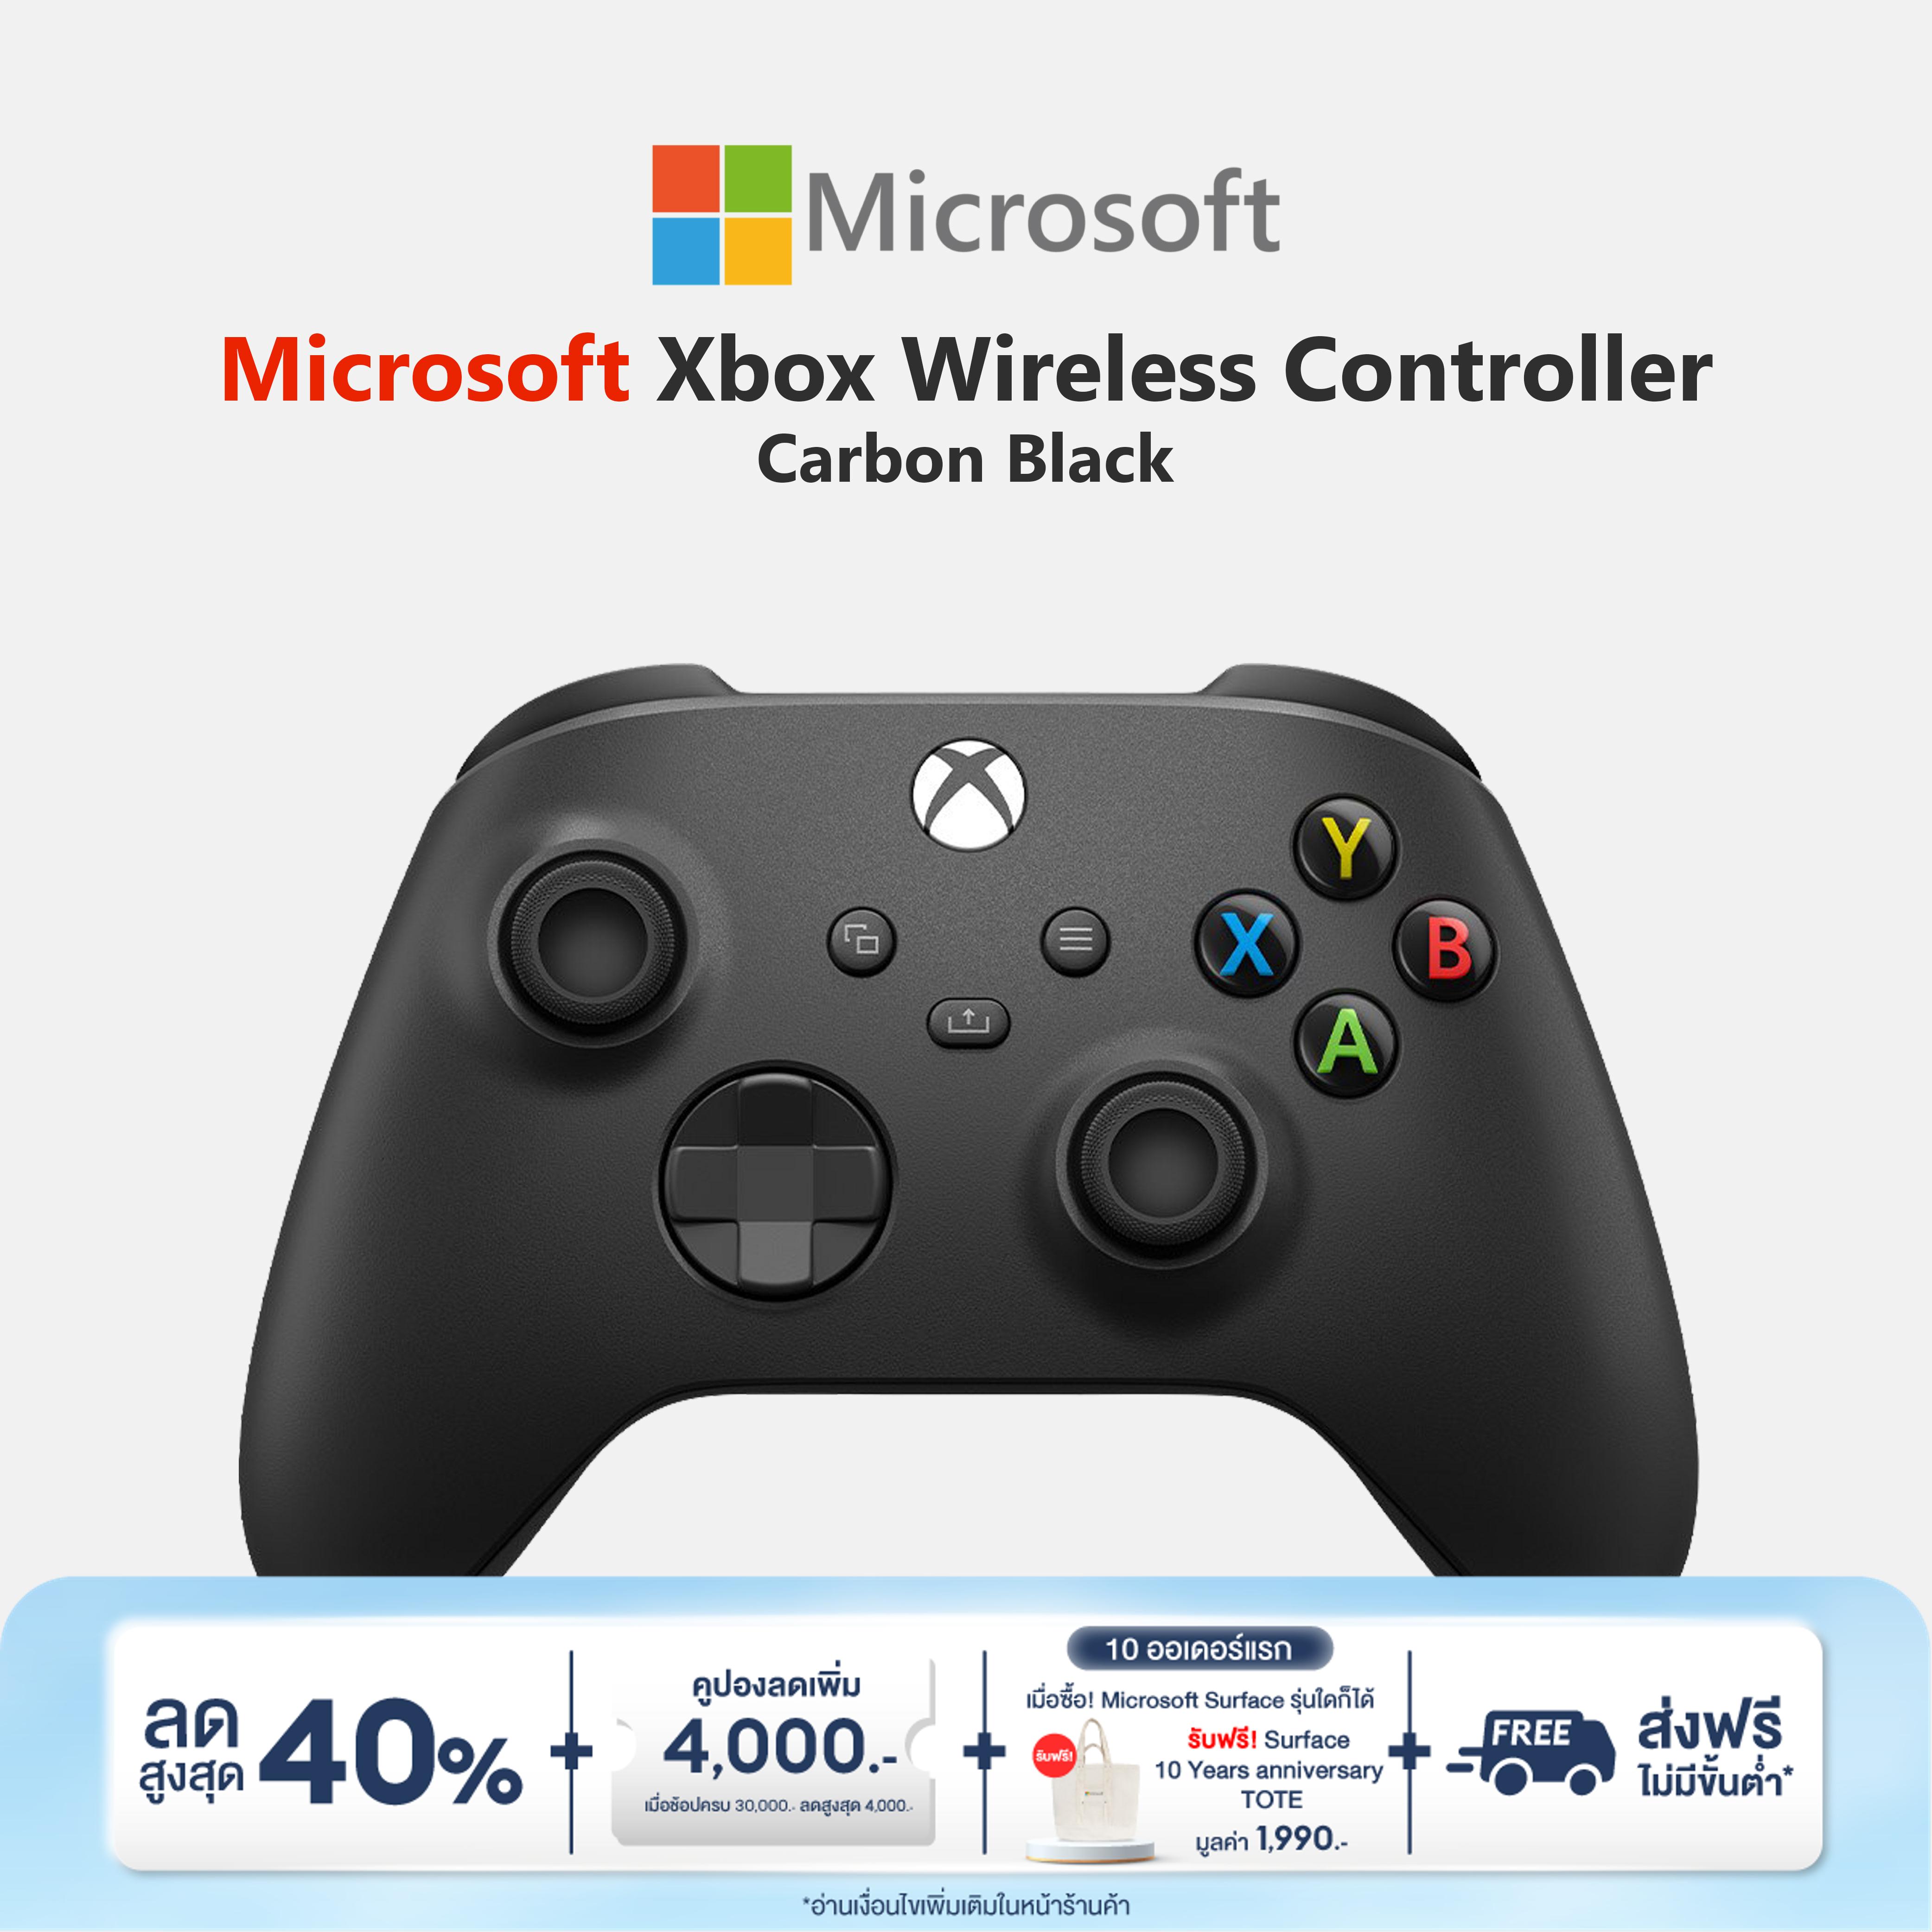 Microsoft
Microsoft Xbox Wireless Controller
Carbon Black
Y
X
B
A
ลด
สูงสุด
40%
+
คูปองลดเพิ่ม
4,000.-
เมื่อช้อปครบ 30,000.- ลดสูงสุด 4,000.-
+
10 ออเดอร์แรก
เมื่อซื้อ! Microsoft Surface รุ่นใดก็ได้
รับฟรี!
รับฟรี! Surface
10 Years anniversary
TOTE
มูลค่า 1,990.-
+
FREE
ส่งฟรี
ไม่มีขั้นต่ำ*
*อ่านเงื่อนไขเพิ่มเติมในหน้าร้านค้า